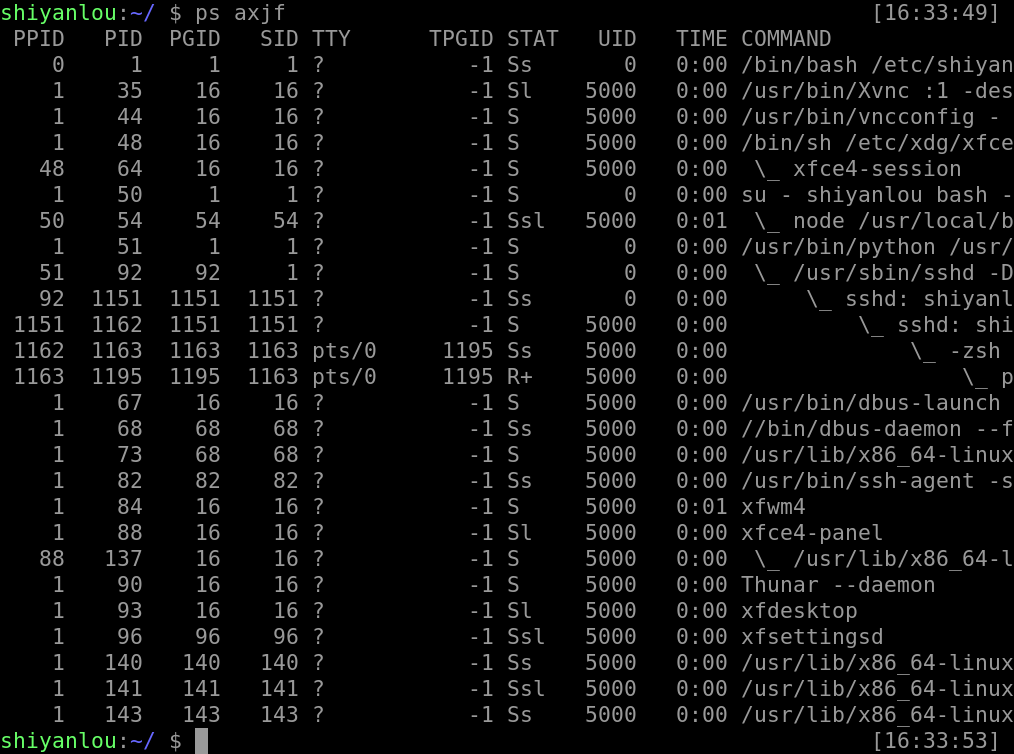 shiyanlou:~/ $ ps axjf                                             [16:33:49]
 PPID   PID  PGID   SID TTY      TPGID STAT   UID   TIME COMMAND
    0     1     1     1 ?           -1 Ss       0   0:00 /bin/bash /etc/shiyan
    1    35    16    16 ?           -1 Sl    5000   0:00 /usr/bin/Xvnc :1 -des
    1    44    16    16 ?           -1 S     5000   0:00 /usr/bin/vncconfig -
    1    48    16    16 ?           -1 S     5000   0:00 /bin/sh /etc/xdg/xfce
   48    64    16    16 ?           -1 S     5000   0:00  \_ xfce4-session
    1    50     1     1 ?           -1 S        0   0:00 su - shiyanlou bash -
   50    54    54    54 ?           -1 Ssl   5000   0:01  \_ node /usr/local/b
    1    51     1     1 ?           -1 S        0   0:00 /usr/bin/python /usr/
   51    92    92     1 ?           -1 S        0   0:00  \_ /usr/sbin/sshd -D
   92  1151  1151  1151 ?           -1 Ss       0   0:00      \_ sshd: shiyanl
 1151  1162  1151  1151 ?           -1 S     5000   0:00          \_ sshd: shi
 1162  1163  1163  1163 pts/0     1195 Ss    5000   0:00              \_ -zsh
 1163  1195  1195  1163 pts/0     1195 R+    5000   0:00                  \_ p
    1    67    16    16 ?           -1 S     5000   0:00 /usr/bin/dbus-launch
    1    68    68    68 ?           -1 Ss    5000   0:00 //bin/dbus-daemon --f
    1    73    68    68 ?           -1 S     5000   0:00 /usr/lib/x86_64-linux
    1    82    82    82 ?           -1 Ss    5000   0:00 /usr/bin/ssh-agent -s
    1    84    16    16 ?           -1 S     5000   0:01 xfwm4
    1    88    16    16 ?           -1 Sl    5000   0:00 xfce4-panel
   88   137    16    16 ?           -1 S     5000   0:00  \_ /usr/lib/x86_64-l
    1    90    16    16 ?           -1 S     5000   0:00 Thunar --daemon
    1    93    16    16 ?           -1 Sl    5000   0:00 xfdesktop
    1    96    96    96 ?           -1 Ssl   5000   0:00 xfsettingsd
    1   140   140   140 ?           -1 Ss    5000   0:00 /usr/lib/x86_64-linux
    1   141   141   141 ?           -1 Ssl   5000   0:00 /usr/lib/x86_64-linux
    1   143   143   143 ?           -1 Ss    5000   0:00 /usr/lib/x86_64-linux
shiyanlou:~/ $                                                     [16:33:53]